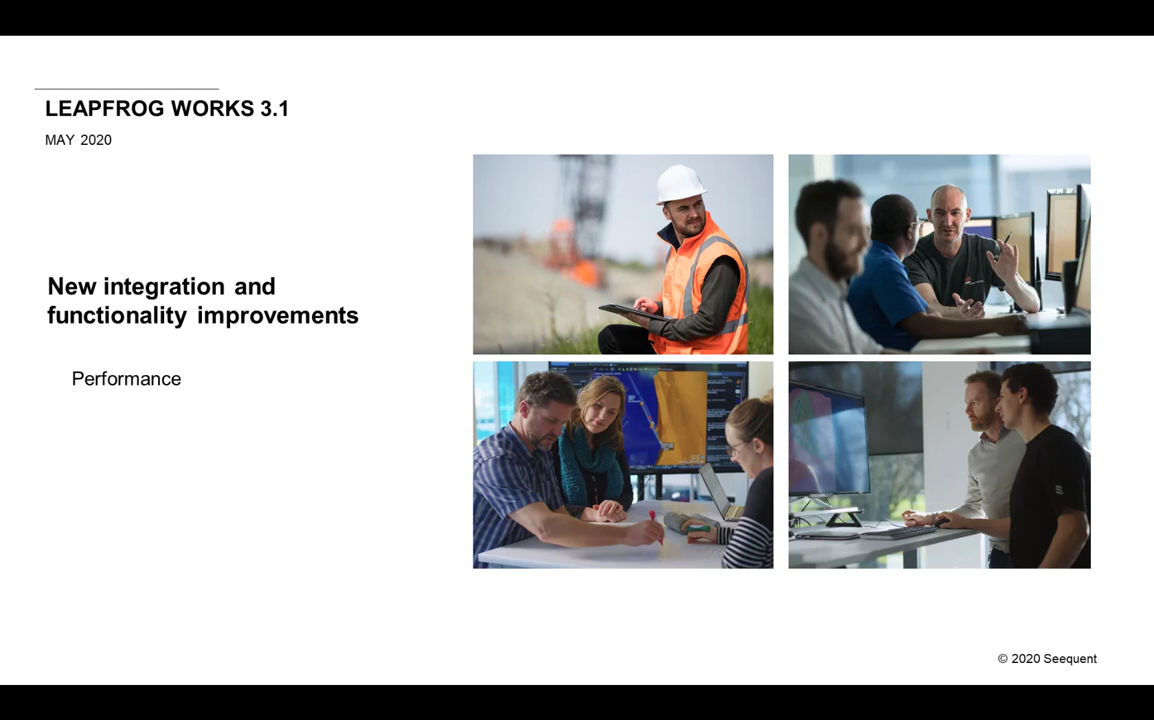 LEAPFROG WORKS 3.1
MAY 2020
New integration and
functionality improvements
Performance
© 2020 Seequent